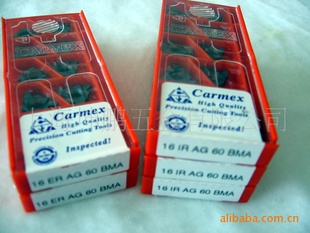 CARMEX
Carmex
High Quality
Precision Cutting Tools
Inspected!
16 ER AG 60 BMA
16 ER AG 60 BMA
Carmex
High Quality
Precision Cutting Tools
Inspected!
16 IR AG 60 BMA
16 IR AG 60 BMA
16 IR AG 60 BMA
alibaba.com.cn